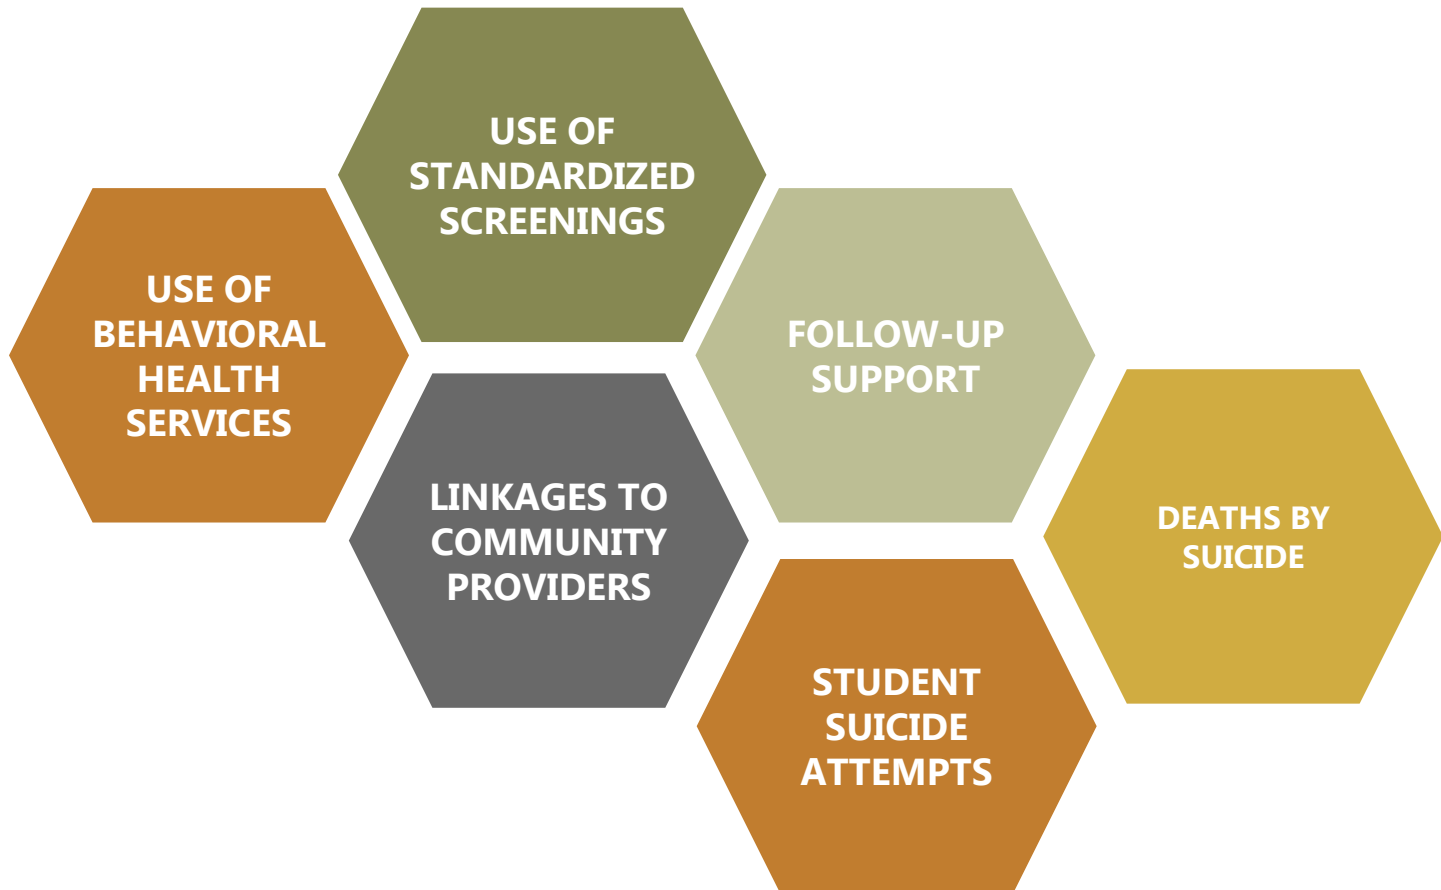 USE OF
STANDARDIZED
SCREENINGS
USE OF
BEHAVIORAL
HEALTH
SERVICES
FOLLOW-UP
SUPPORT
LINKAGES TO
COMMUNITY
PROVIDERS
DEATHS BY
SUICIDE
STUDENT
SUICIDE
ATTEMPTS